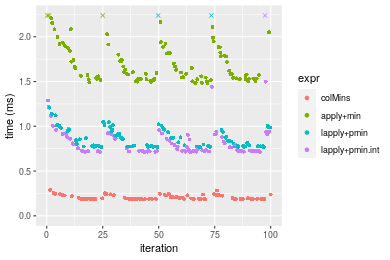 time (ms)
2.0
1.5
1.0
0.5
0.0
0
25
50
75
100
iteration
expr
colMins
apply+min
lapply+pmin
lapply+pmin.int